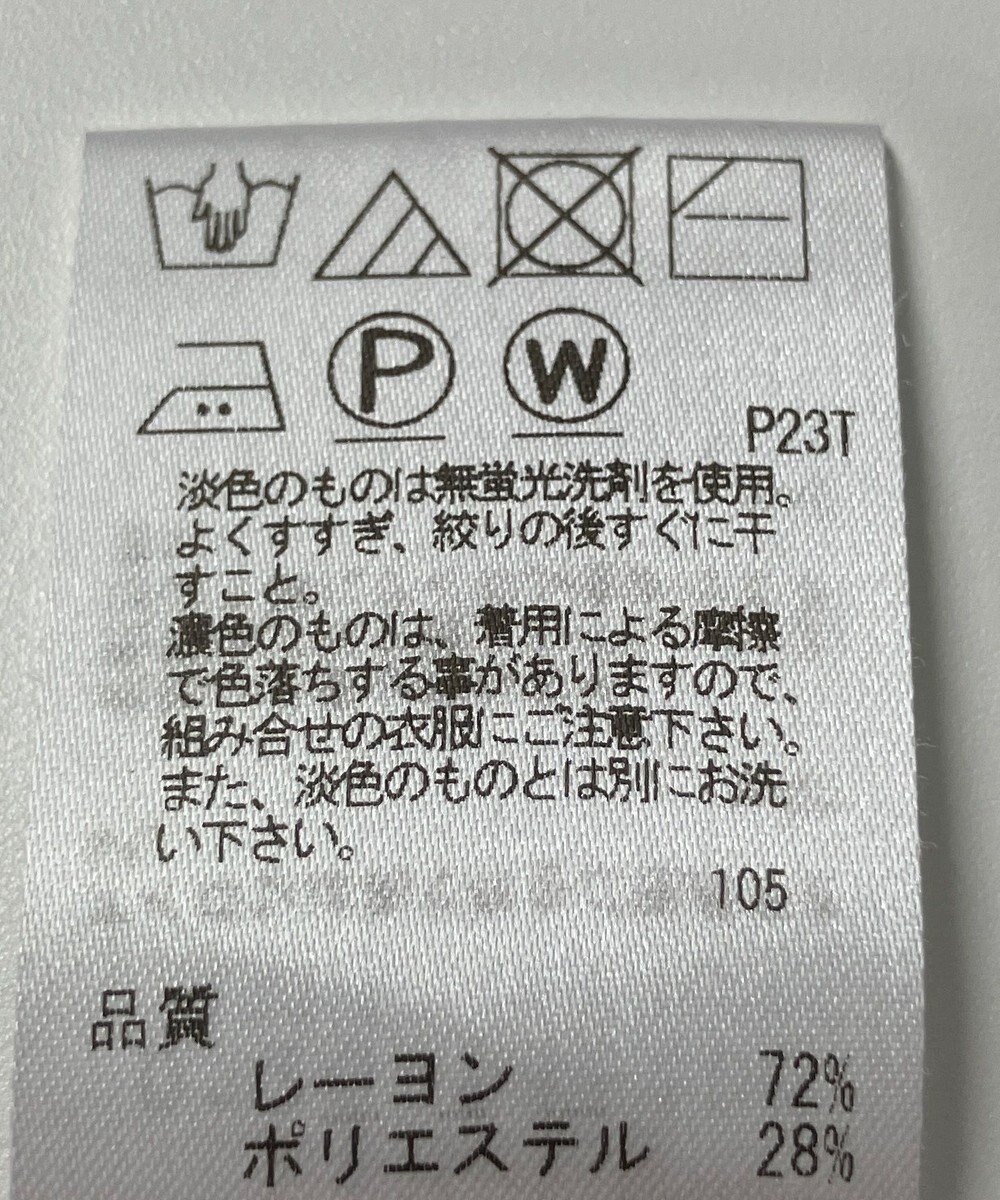 P
W
P23T
淡色のものは無蛍光洗剤を使用。
よくすすぎ、絞りの後すぐに干
すこと。
濃色のものは、着用による摩擦
で色落ちする事がありますので、
組み合せの衣服にご注意下さい。
また、淡色のものとは別にお洗
い下さい。
105
品質
レーヨン 72%
ポリエステル 28%